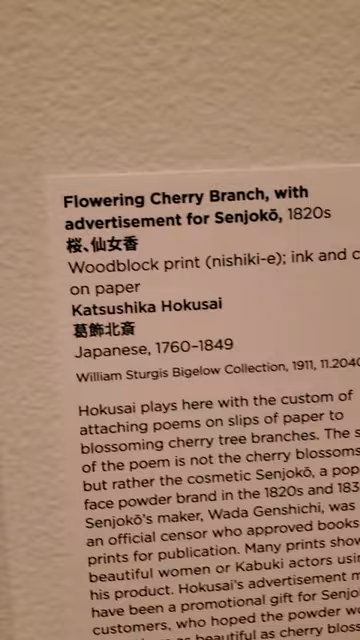 Flowering Cherry Branch, with
advertisement for Senjokō, 1820s
桜、仙女香
Woodblock print (nishiki-e); ink and
on paper
Katsushika Hokusai
葛飾北斎
Japanese, 1760–1849
William Sturgis Bigelow Collection, 1911, 11.2040
Hokusai plays here with the custom of
attaching poems on slips of paper to
blossoming cherry tree branches. The
of the poem is not the cherry blossoms
but rather the cosmetic Senjokō, a
face powder brand in the 1820s and
Senjokō's maker, Wada Genshichi, was
an official censor who approved books
prints for publication. Many prints
beautiful women or Kabuki actors
his product. Hokusai's advertisement
have been a promotional gift for
customers, who hoped the powder
as beautiful as cherry